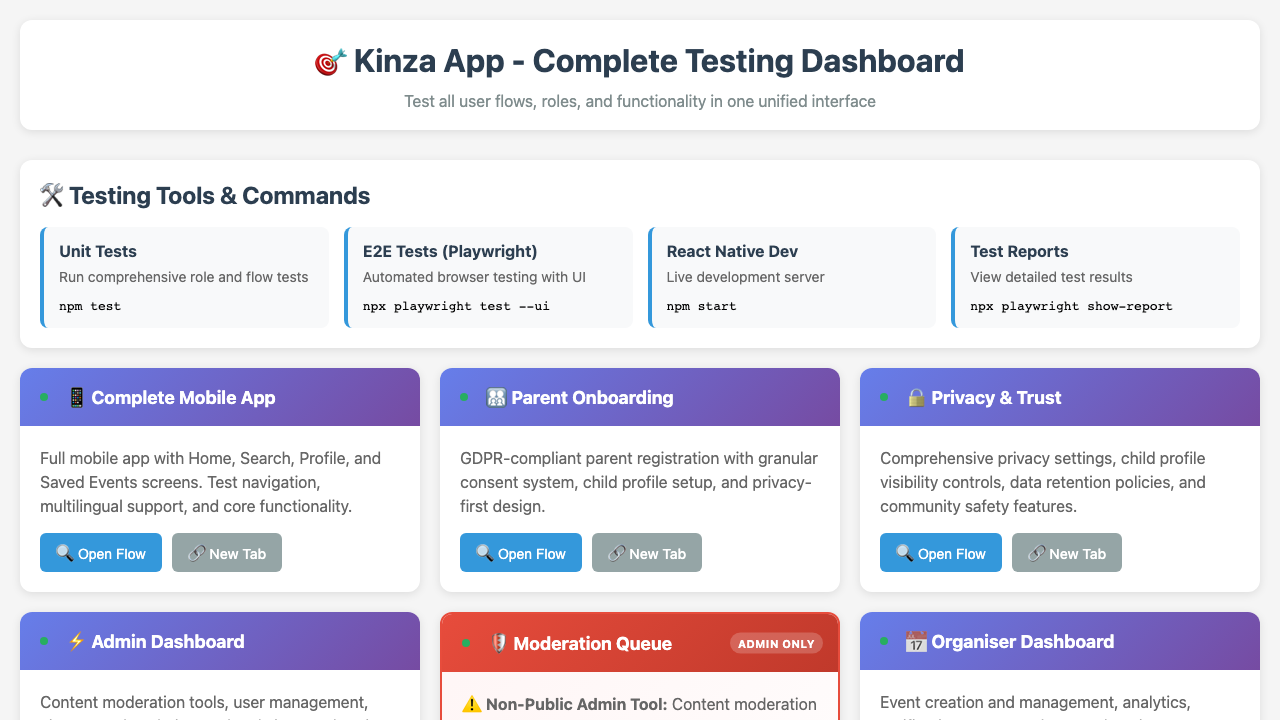 🎯 Kinza App - Complete Testing Dashboard
Test all user flows, roles, and functionality in one unified interface
🛠️ Testing Tools & Commands
Unit Tests
Run comprehensive role and flow tests
npm test
E2E Tests (Playwright)
Automated browser testing with UI
npx playwright test --ui
React Native Dev
Live development server
npm start
Test Reports
View detailed test results
npx playwright show-report
📱 Complete Mobile App
Full mobile app with Home, Search, Profile, and
Saved Events screens. Test navigation,
multilingual support, and core functionality.
🔍 Open Flow
🔗 New Tab
👨‍👩‍👧‍👦 Parent Onboarding
GDPR-compliant parent registration with granular
consent system, child profile setup, and privacy-
first design.
🔍 Open Flow
🔗 New Tab
🔒 Privacy & Trust
Comprehensive privacy settings, child profile
visibility controls, data retention policies, and
community safety features.
🔍 Open Flow
🔗 New Tab
⚡ Admin Dashboard
Content moderation tools, user management,
🛡️ Moderation Queue
ADMIN ONLY
⚠️ Non-Public Admin Tool: Content moderation
📅 Organiser Dashboard
Event creation and management, analytics,